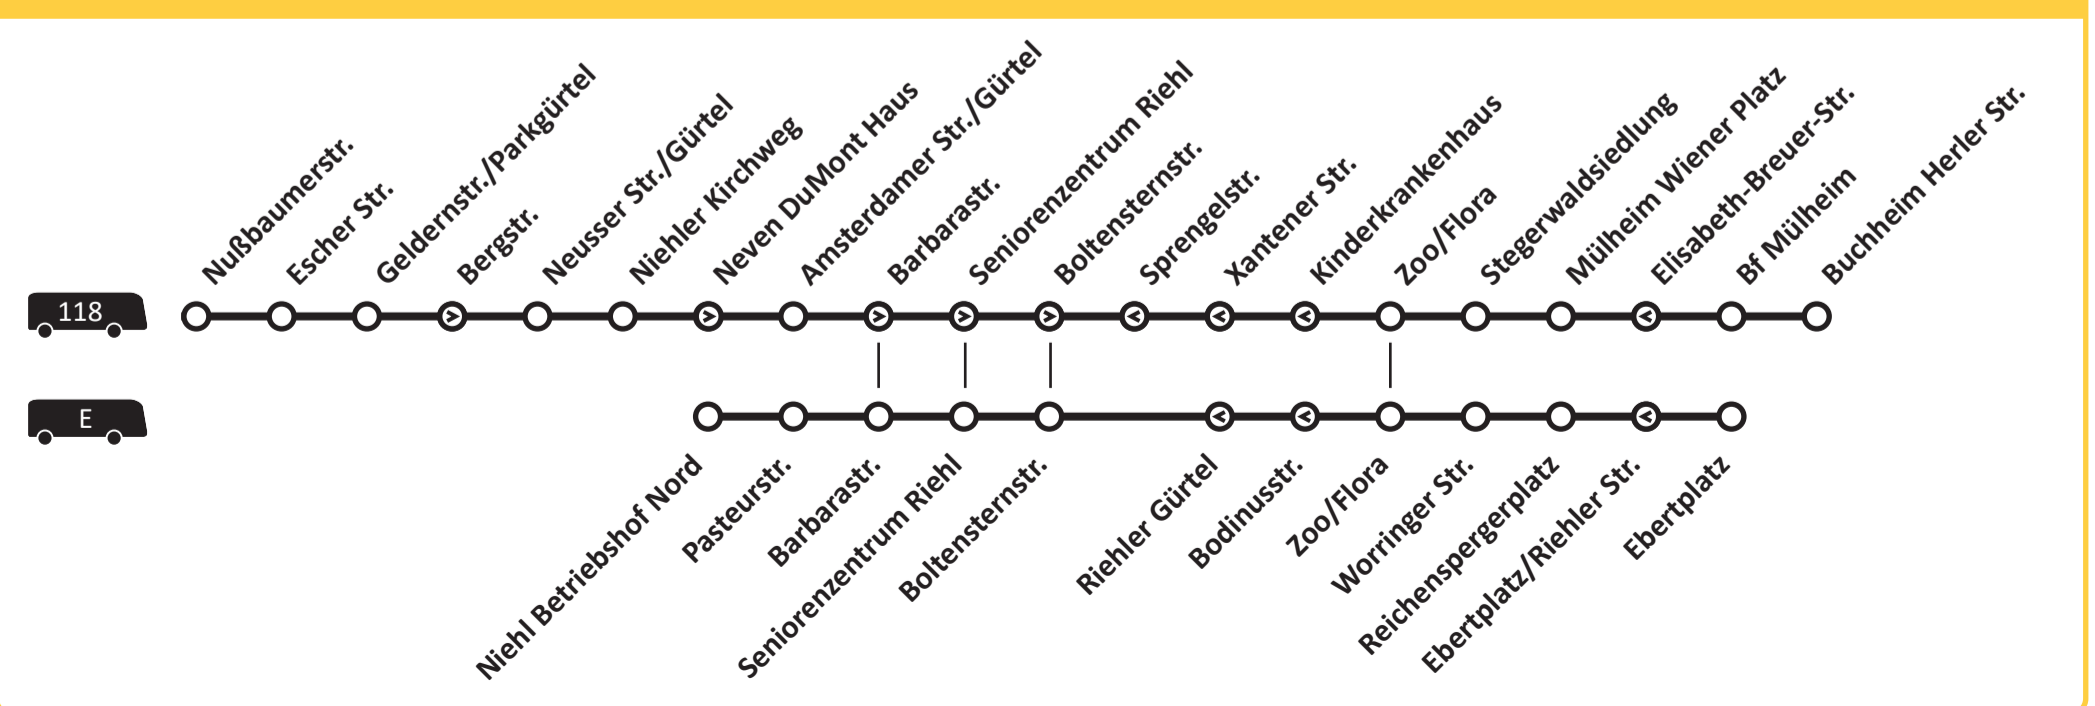 Nußbaumerstr.
Escher Str.
Geldernstr./Parkgürtel
Bergstr.
Neusser Str./Gürtel
Niehler Kirchweg
Neven DuMont Haus
Amsterdamer Str./Gürtel
Barbarastr.
Seniorenzentrum Riehl
Boltensternstr.
Sprengelstr.
Xantener Str.
Kinderkrankenhaus
Zoo/Flora
Stegerwaldsiedlung
Mülheim Wiener Platz
Elisabeth-Breuer-Str.
Bf Mülheim
Buchheim Herler Str.
118
E
Niehl Betriebshof Nord
Pasteurstr.
Barbarastr.
Seniorenzentrum Riehl
Boltensternstr.
Riehler Gürtel
Bodinusstr.
Zoo/Flora
Worringer Str.
Reichenspergerplatz
Ebertplatz/Riehler Str.
Ebertplatz